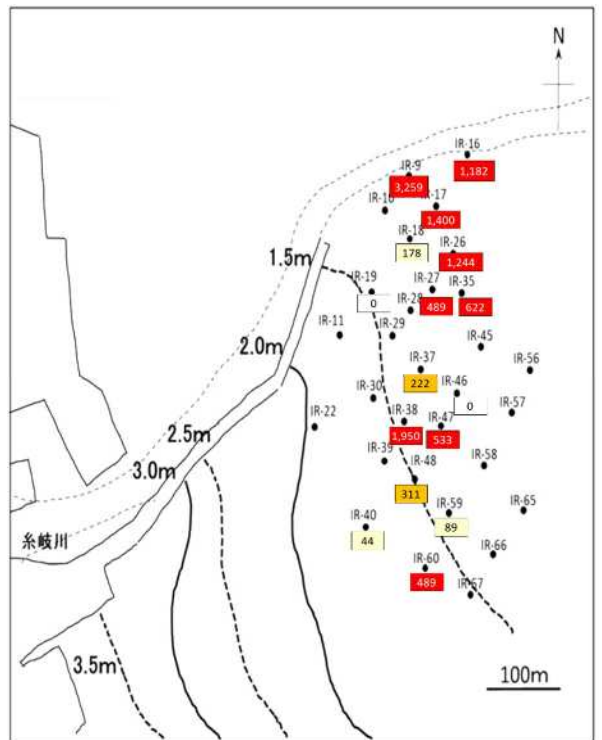 N
IR-16
1,182
IR-9
3,259
IR-10
IR-17
1,400
IR-18
178
IR-26
1,244
1.5m
IR-19
0
IR-27
489
IR-35
622
IR-28
IR-11
IR-29
IR-45
2.0m
IR-37
222
IR-56
IR-46
0
IR-30
IR-57
IR-22
IR-38
1,950
IR-47
533
2.5m
3.0m
IR-39
IR-48
311
IR-58
糸岐川
IR-40
44
IR-59
89
IR-65
IR-60
489
IR-66
IR-67
3.5m
100m